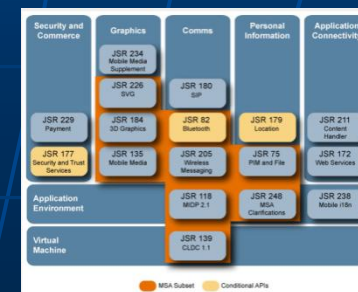 Security and
Commerce
Graphics
Comms
Personal
Information
Application
Connectivity
JSR 234
Mobile Media
Supplement
JSR 226
SVG
JSR 180
SIP
JSR 229
Payment
JSR 184
3D Graphics
JSR 82
Bluetooth
JSR 179
Location
JSR 211
Content
Handler
JSR 177
Security and Trust
Services
JSR 135
Mobile Media
JSR 205
Wireless
Messaging
JSR 75
PIM and File
JSR 172
Web Services
Application
Environment
JSR 118
MIDP 2.1
JSR 248
MSA
Clarifications
JSR 238
Mobile i18n
Virtual
Machine
JSR 139
CLDC 1.1
MSA Subset
Conditional APIs